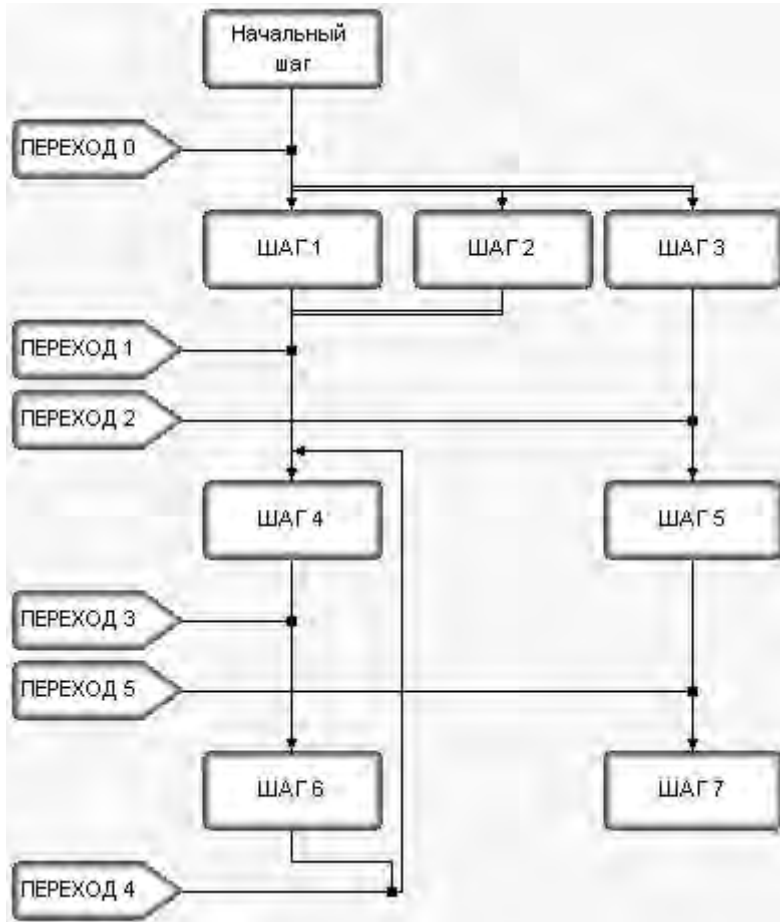 Начальный
шаг
ПЕРЕХОД 0
ШАГ 1
ШАГ 2
ШАГ 3
ПЕРЕХОД 1
ПЕРЕХОД 2
ШАГ 4
ШАГ 5
ПЕРЕХОД 3
ПЕРЕХОД 5
ШАГ 6
ШАГ 7
ПЕРЕХОД 4